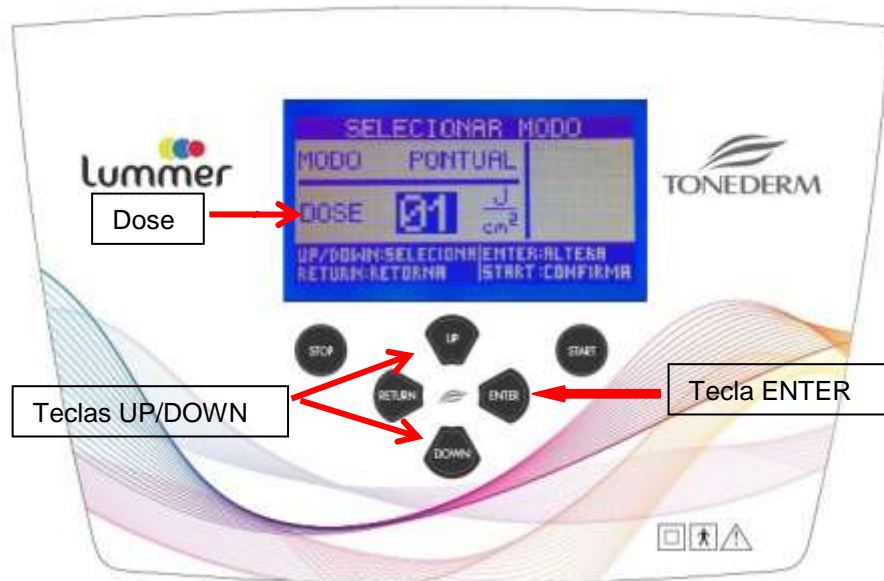 SELECIONAR MODO
lummer
TONEDERM
MODO PONTUAL
Dose
DOSE 01 J/cm²
UP/DOWN:SELECIONA ENTER:ALTERA
RETURN:RETORNA START:CONFIRMA
STOP
UP
START
Teclas UP/DOWN
RETURN
ENTER
Tecla ENTER
DOWN